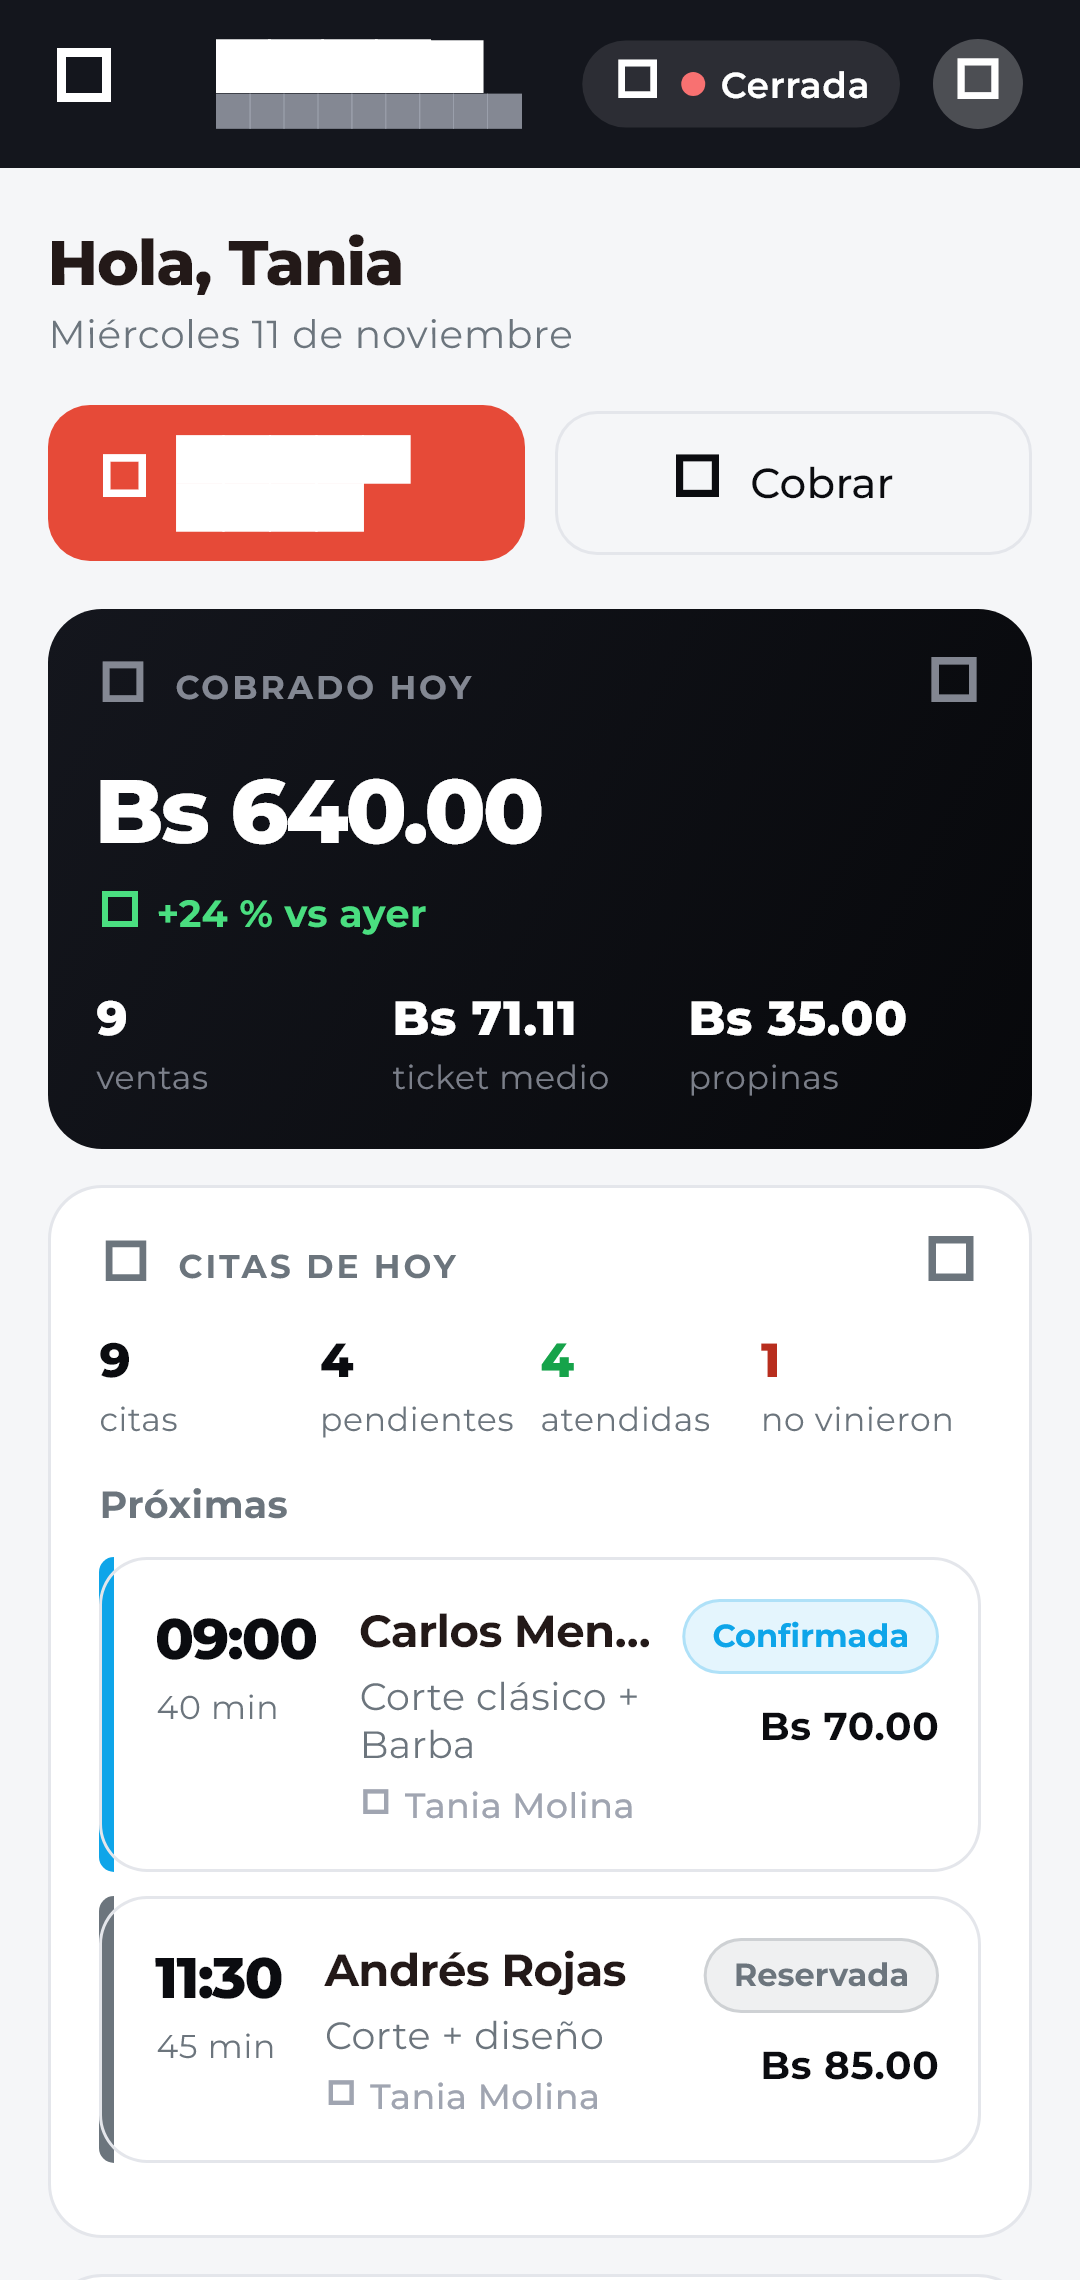 Cerrada
Hola, Tania
Miércoles 11 de noviembre
Cobrar
COBRADO HOY
Bs 640.00
+24 % vs ayer
9
ventas
Bs 71.11
ticket medio
Bs 35.00
propinas
CITAS DE HOY
9
citas
4
pendientes
4
atendidas
1
no vinieron
Próximas
09:00
40 min
Carlos Men...
Corte clásico +
Barba
Tania Molina
Confirmada
Bs 70.00
11:30
45 min
Andrés Rojas
Corte + diseño
Tania Molina
Reservada
Bs 85.00